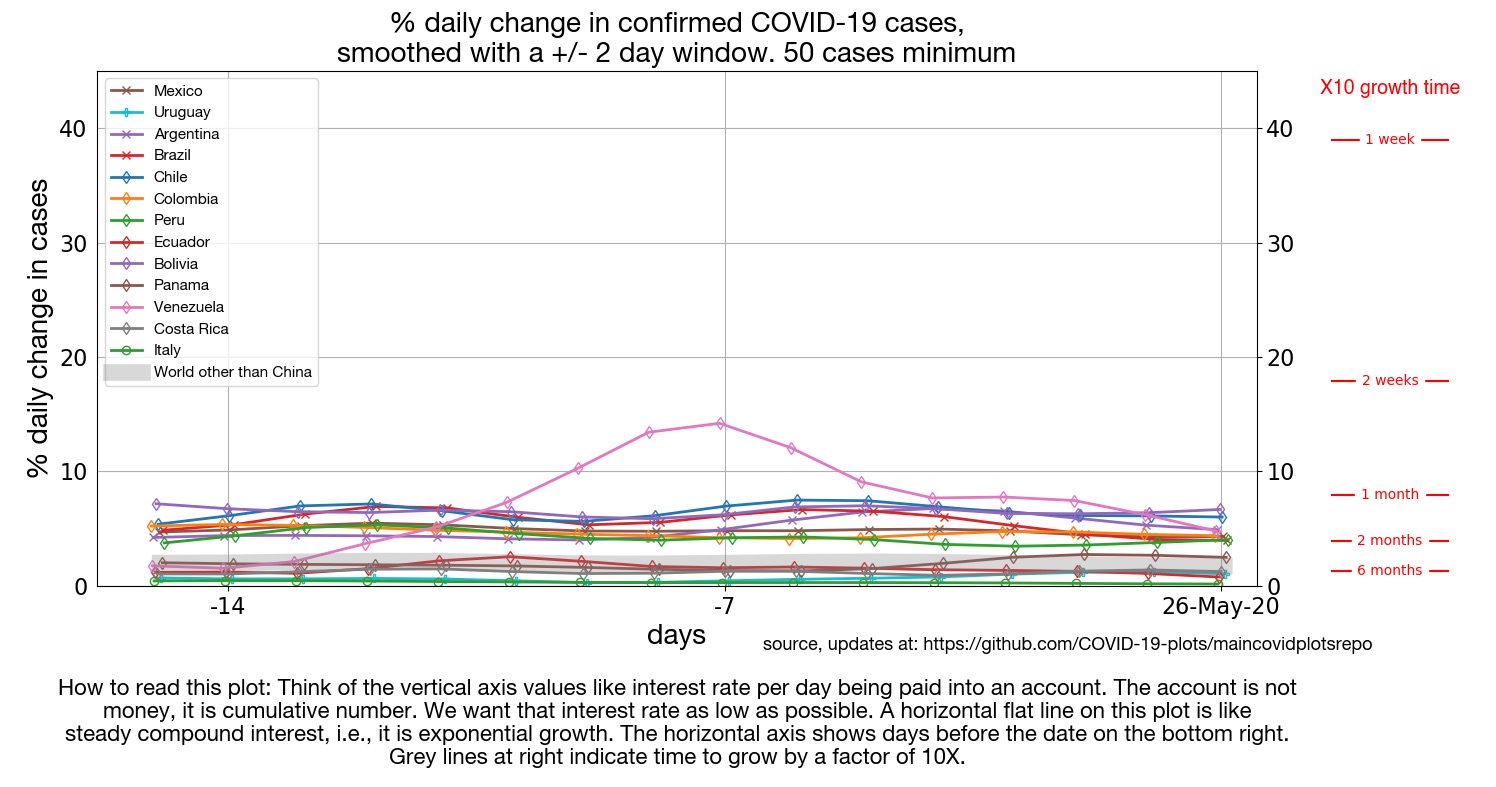 % daily change in confirmed COVID-19 cases,
smoothed with a +/- 2 day window. 50 cases minimum
X10 growth time
Mexico
Uruguay
Argentina
Brazil
Chile
Colombia
Peru
Ecuador
Bolivia
Panama
Venezuela
Costa Rica
Italy
World other than China
% daily change in cases
40
30
20
10
0
40
30
20
10
0
1 week
2 weeks
1 month
2 months
6 months
-14
-7
26-May-20
days
source, updates at: https://github.com/COVID-19-plots/maincovidplotsrepo
How to read this plot: Think of the vertical axis values like interest rate per day being paid into an account. The account is not
money, it is cumulative number. We want that interest rate as low as possible. A horizontal flat line on this plot is like
steady compound interest, i.e., it is exponential growth. The horizontal axis shows days before the date on the bottom right.
Grey lines at right indicate time to grow by a factor of 10X.